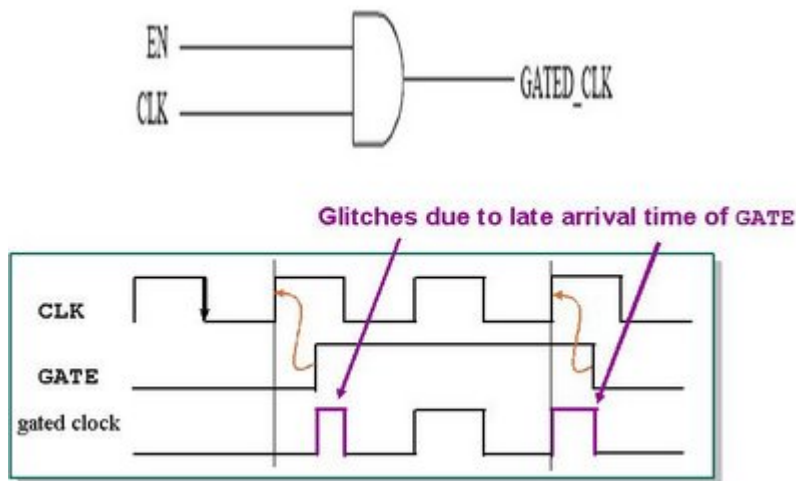 EN
CLK
GATED_CLK
Glitches due to late arrival time of GATE
CLK
GATE
gated clock